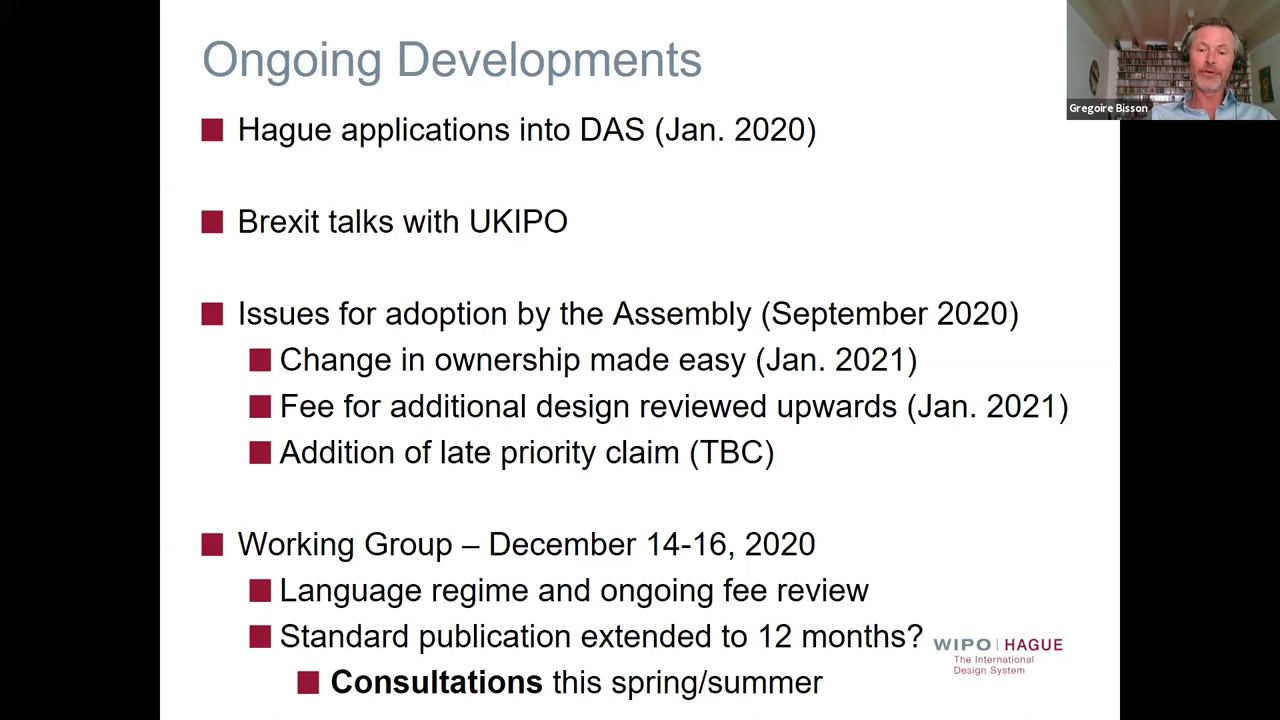 Ongoing Developments
Gregoire Bisson
Hague applications into DAS (Jan. 2020)
Brexit talks with UKIPO
Issues for adoption by the Assembly (September 2020)
Change in ownership made easy (Jan. 2021)
Fee for additional design reviewed upwards (Jan. 2021)
Addition of late priority claim (TBC)
Working Group – December 14-16, 2020
Language regime and ongoing fee review
Standard publication extended to 12 months?
WIPO | HAGUE
The International
Design System
Consultations this spring/summer